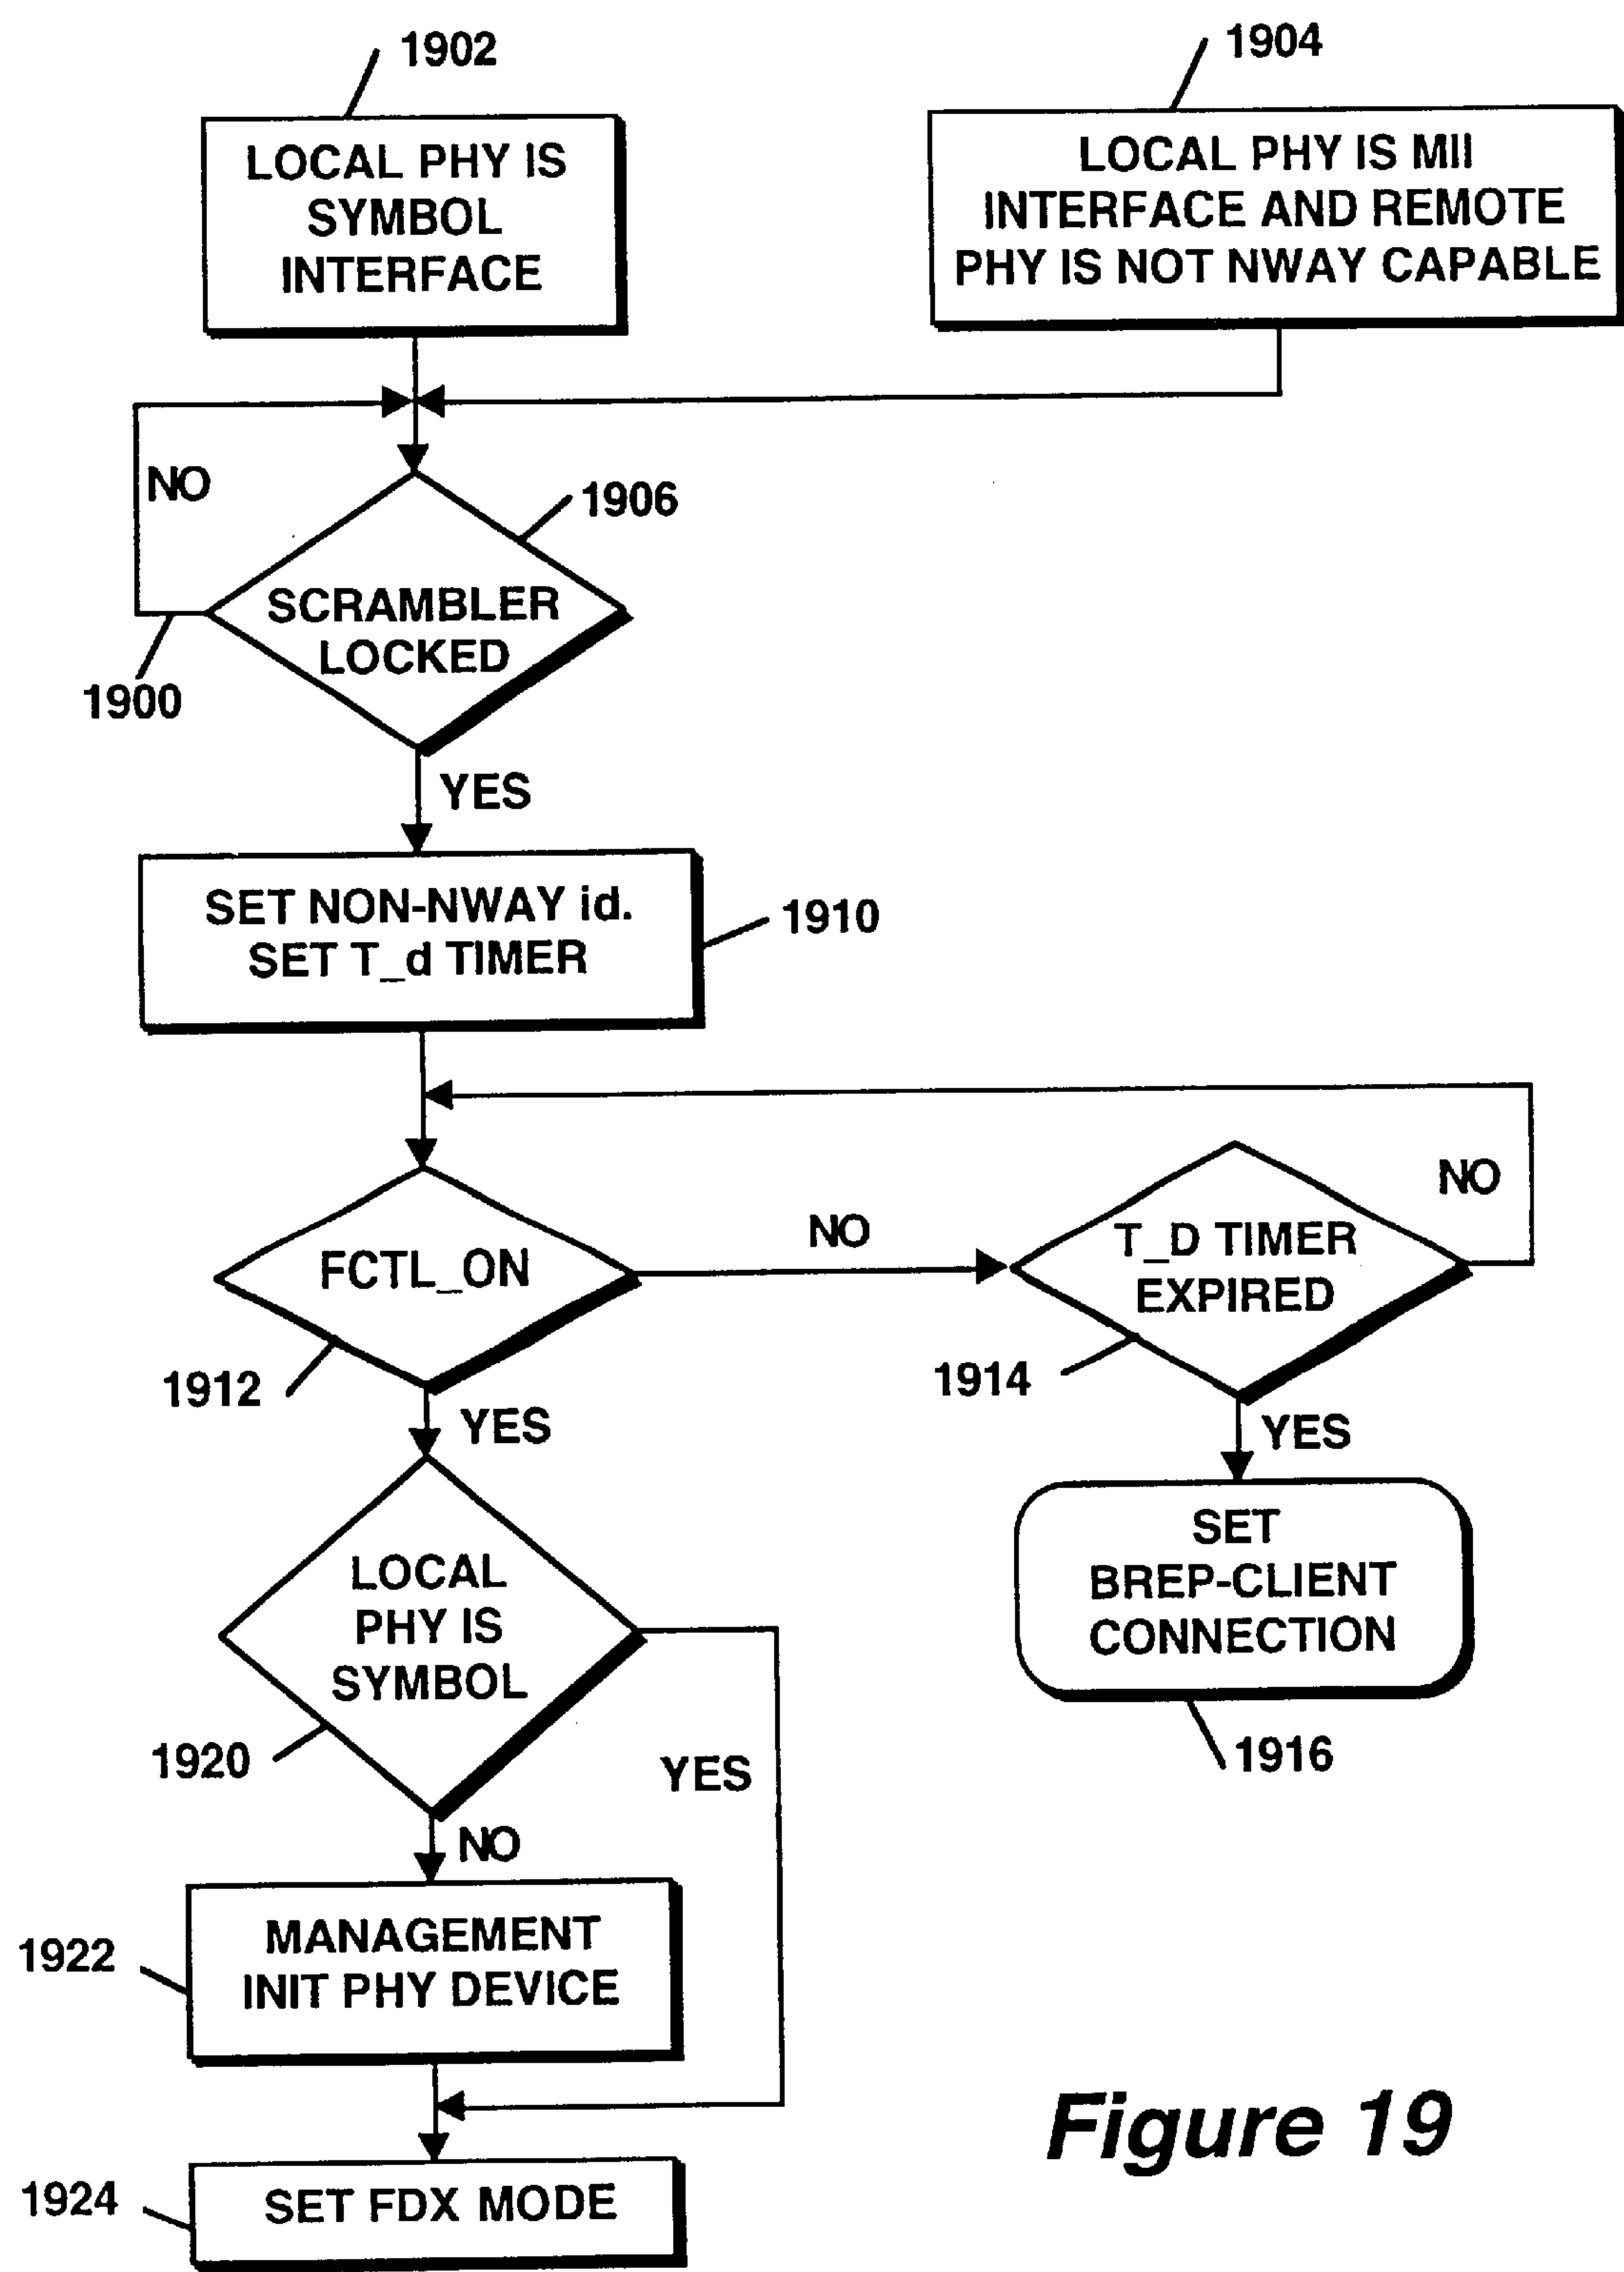 1902
1904
LOCAL PHY IS
SYMBOL
INTERFACE
LOCAL PHY IS MII
INTERFACE AND REMOTE
PHY IS NOT NWAY CAPABLE
NO
1906
SCRAMBLER
LOCKED
1900
YES
SET NON-NWAY id.
SET T_d TIMER
1910
FCTL_ON
NO
T_D TIMER
EXPIRED
NO
1912
1914
YES
YES
LOCAL
PHY IS
SYMBOL
SET
BREP-CLIENT
CONNECTION
1920
YES
1916
NO
MANAGEMENT
INIT PHY DEVICE
1922
SET FDX MODE
1924
Figure 19